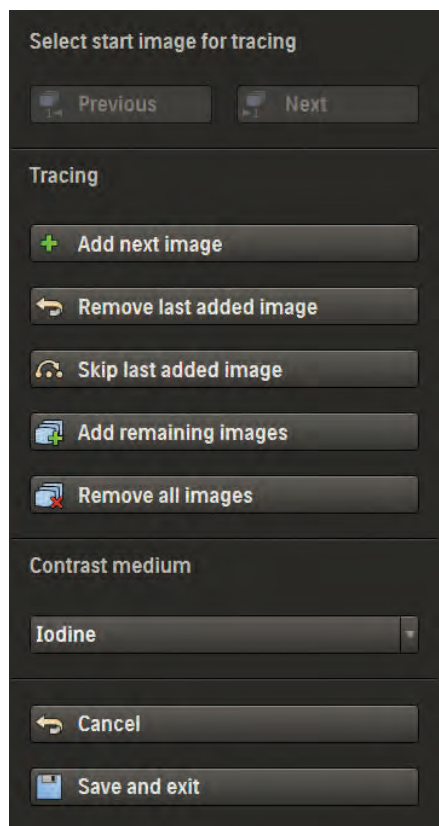 Select start image for tracing
Previous Next
Tracing
Add next image
Remove last added image
Skip last added image
Add remaining images
Remove all images
Contrast medium
Iodine
Cancel
Save and exit